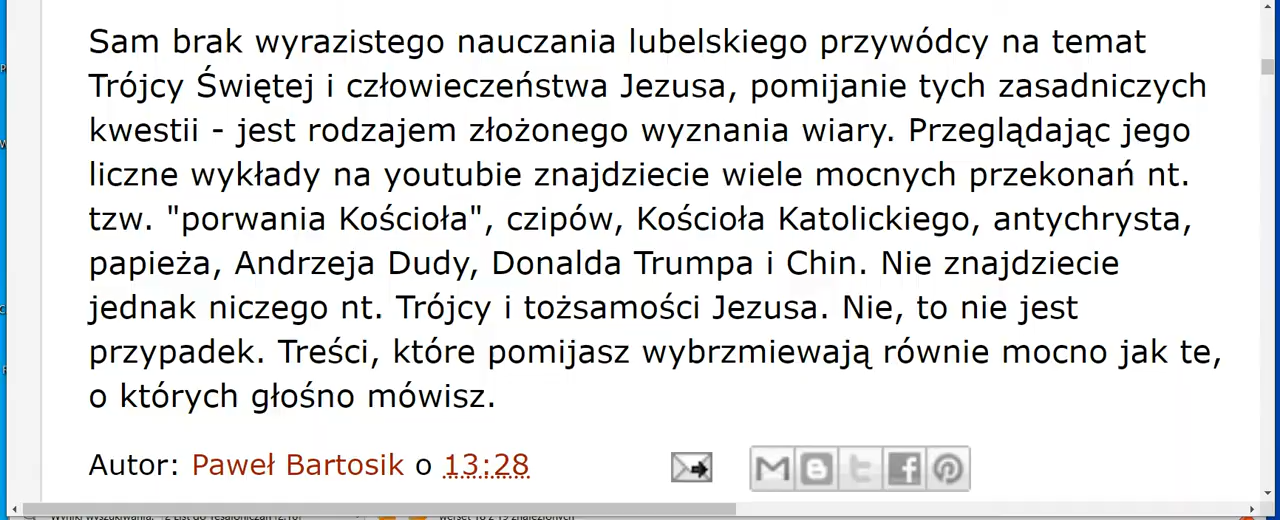 Sam brak wyrazistego nauczania lubelskiego przywódcy na temat
Trójcy Świętej i człowieczeństwa Jezusa, pomijanie tych zasadniczych
kwestii - jest rodzajem złożonego wyznania wiary. Przeglądając jego
liczne wykłady na youtubie znajdziecie wiele mocnych przekonań nt.
tzw. "porwania Kościoła", czipów, Kościoła Katolickiego, antychrysta,
papieża, Andrzeja Dudy, Donalda Trumpa i Chin. Nie znajdziecie
jednak niczego nt. Trójcy i tożsamości Jezusa. Nie, to nie jest
przypadek. Treści, które pomijasz wybrzmiewają równie mocno jak te,
o których głośno mówisz.
Autor: Paweł Bartosik o 13:28